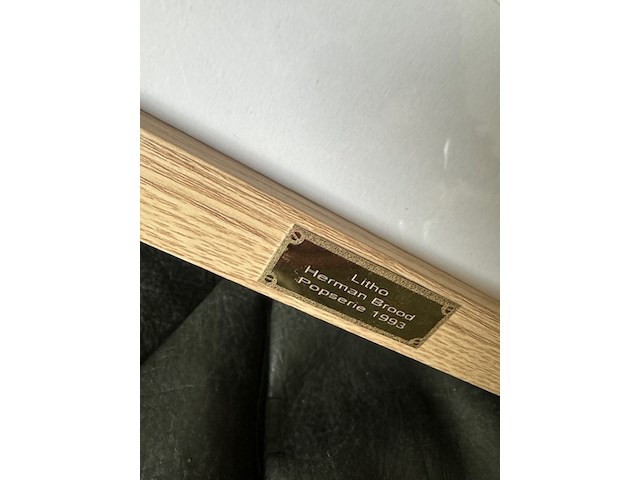 Litho
Herman Brood
Popserie 1993